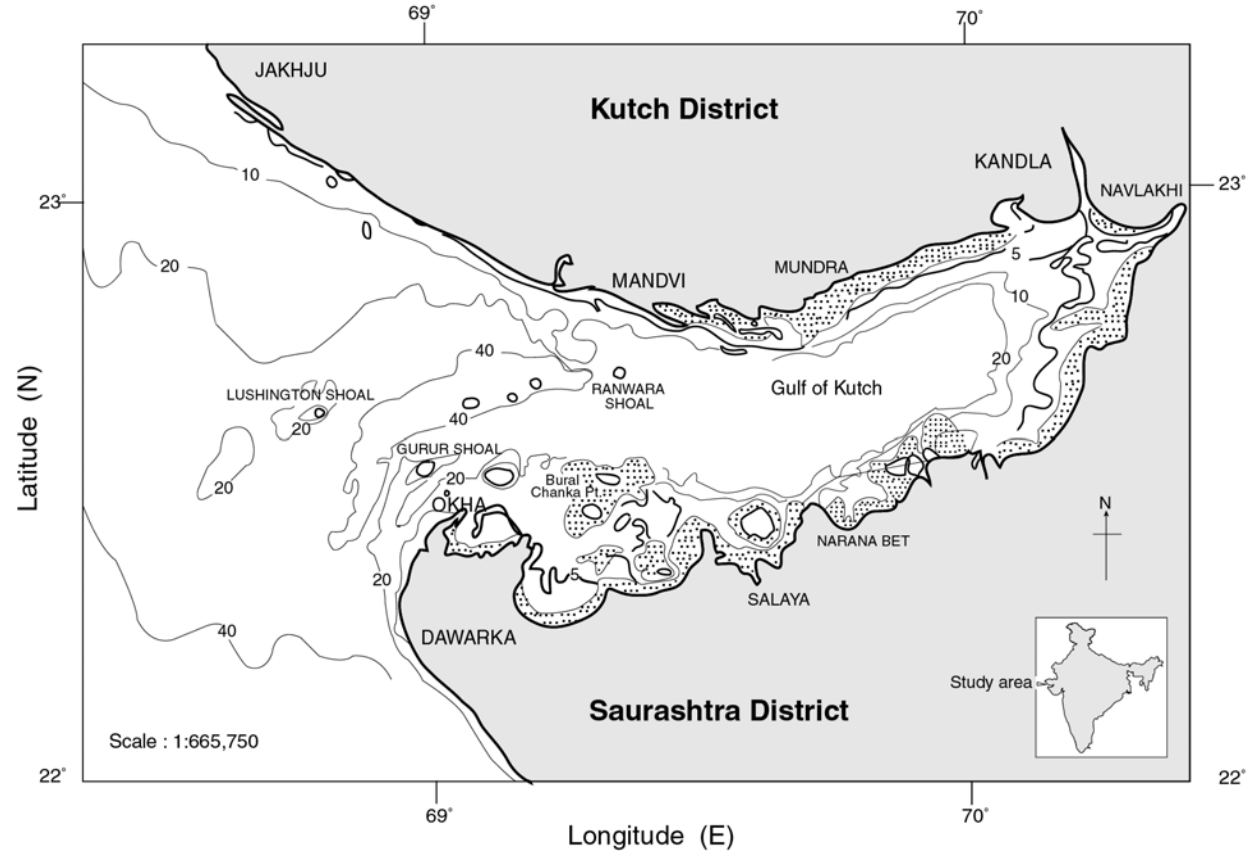 69°
70°
JAKHJU
Kutch District
KANDLA
NAVLAKHI
10
23°
23°
5
20
MANDVI
MUNDRA
10
40
20
LUSHINGTON SHOAL
RANWARA
SHOAL
Gulf of Kutch
20
40
GURUR SHOAL
20
20
Bural
Chanka Pt.
OKHA
N
NARANA BET
20
5
SALAYA
40
DAWARKA
Study area
Saurashtra District
Scale : 1:665,750
22°
22°
69°
70°
Latitude (N)
Longitude (E)